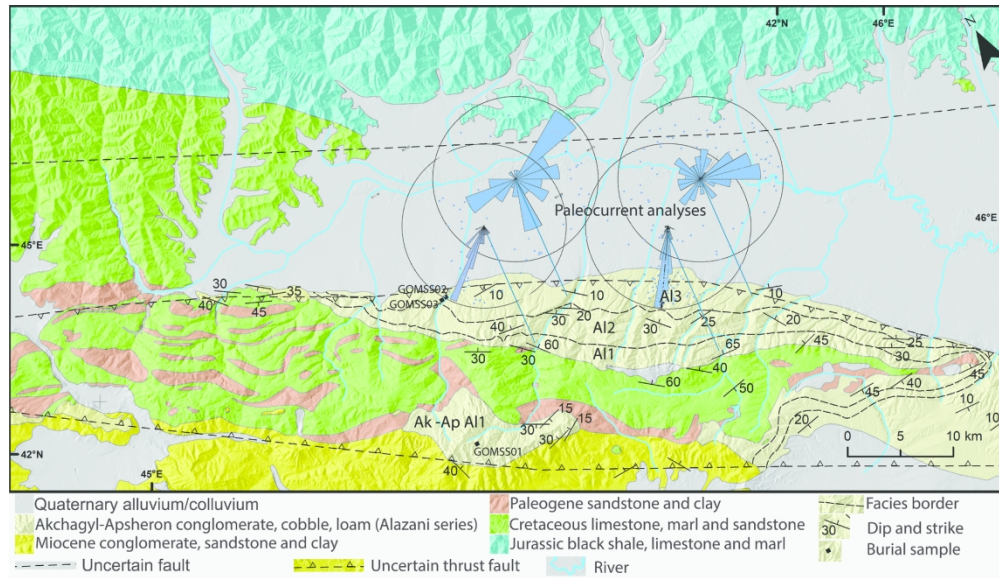 42°N 46°E
N
46°E
Paleocurrent analyses
45°E
30 35
40 45
GOMSS02
GOMSS03
10 10 Al3 10
30 20 30 25 20
40 Al2
60 Al1 65 45 25
30 30 40 30 45
60 50 40
15 10
Ak -Ap Al1 15 20 10
30
30
GOMSS01
40
0 5 10 km
42°N
45°E
Quaternary alluvium/colluvium
Akchagyl-Apsheron conglomerate, cobble, loam (Alazani series)
Miocene conglomerate, sandstone and clay
Uncertain fault
Paleogene sandstone and clay
Cretaceous limestone, marl and sandstone
Jurassic black shale, limestone and marl
Uncertain thrust fault
River
Facies border
30 Dip and strike
Burial sample